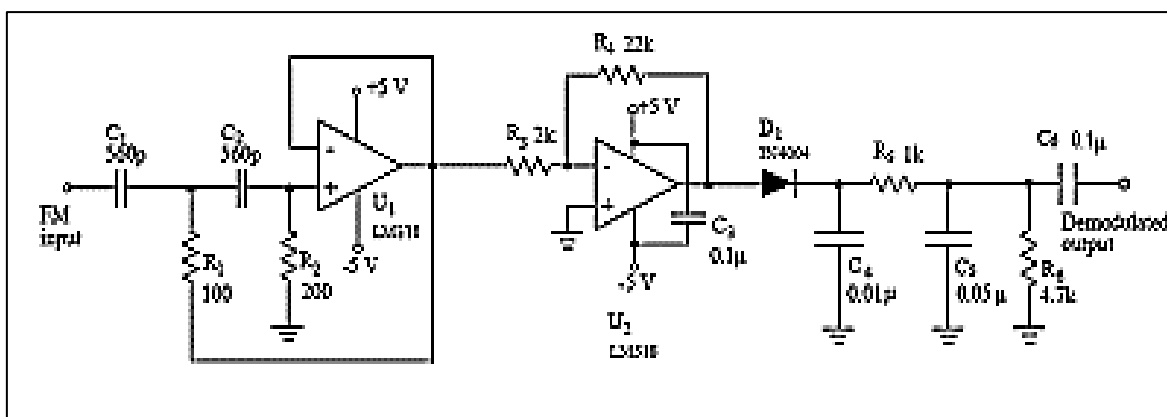 R4 22k
+5 V
+5 V
C1
560p
C2
560p
R3 2k
D1
R5 1k
C6 0.1µ
FM
input
U1
LM318
Demodulated
output
R1
100
R2
200
-5 V
C3
0.1µ
-5 V
C4
0.01µ
C5
0.05 µ
R6
4.7k
U2
LM318